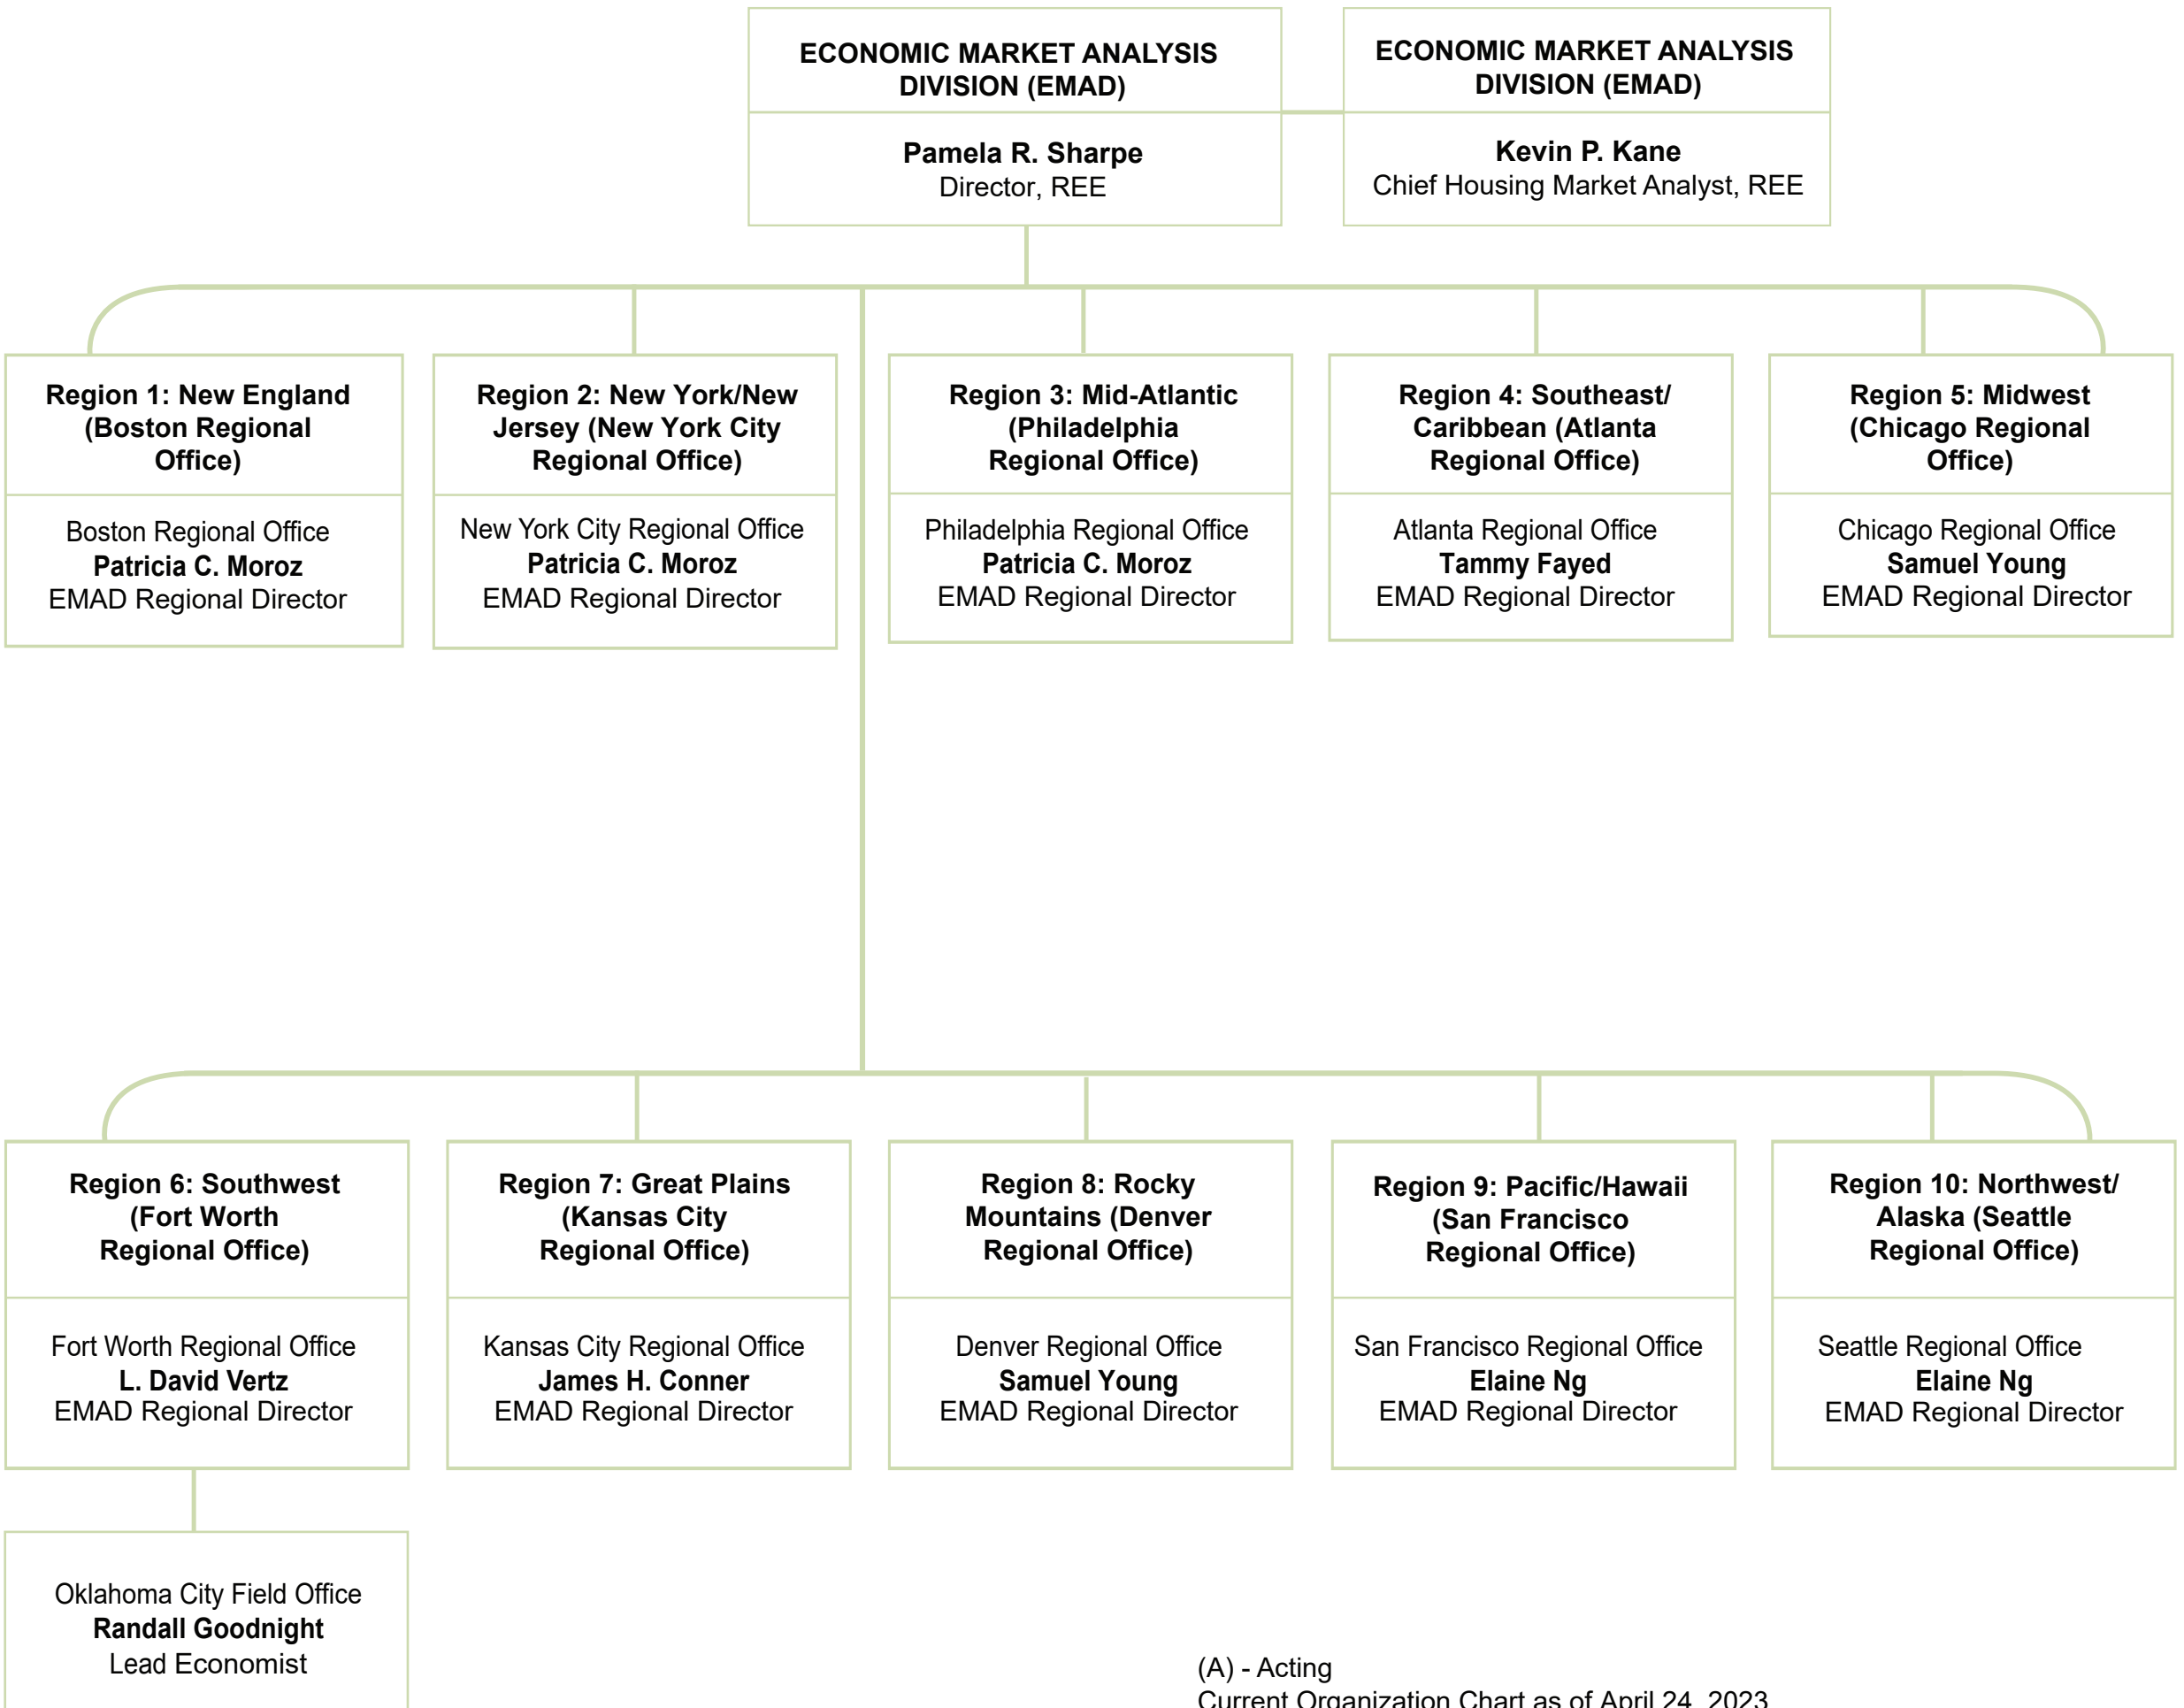 ECONOMIC MARKET ANALYSIS
DIVISION (EMAD)
Pamela R. Sharpe
Director, REE
ECONOMIC MARKET ANALYSIS
DIVISION (EMAD)
Kevin P. Kane
Chief Housing Market Analyst, REE
Region 1: New England
(Boston Regional
Office)
Boston Regional Office
Patricia C. Moroz
EMAD Regional Director
Region 2: New York/New
Jersey (New York City
Regional Office)
New York City Regional Office
Patricia C. Moroz
EMAD Regional Director
Region 3: Mid-Atlantic
(Philadelphia
Regional Office)
Philadelphia Regional Office
Patricia C. Moroz
EMAD Regional Director
Region 4: Southeast/
Caribbean (Atlanta
Regional Office)
Atlanta Regional Office
Tammy Fayed
EMAD Regional Director
Region 5: Midwest
(Chicago Regional
Office)
Chicago Regional Office
Samuel Young
EMAD Regional Director
Region 6: Southwest
(Fort Worth
Regional Office)
Fort Worth Regional Office
L. David Vertz
EMAD Regional Director
Region 7: Great Plains
(Kansas City
Regional Office)
Kansas City Regional Office
James H. Conner
EMAD Regional Director
Region 8: Rocky
Mountains (Denver
Regional Office)
Denver Regional Office
Samuel Young
EMAD Regional Director
Region 9: Pacific/Hawaii
(San Francisco
Regional Office)
San Francisco Regional Office
Elaine Ng
EMAD Regional Director
Region 10: Northwest/
Alaska (Seattle
Regional Office)
Seattle Regional Office
Elaine Ng
EMAD Regional Director
Oklahoma City Field Office
Randall Goodnight
Lead Economist
(A) - Acting
Current Organization Chart as of April 24, 2023